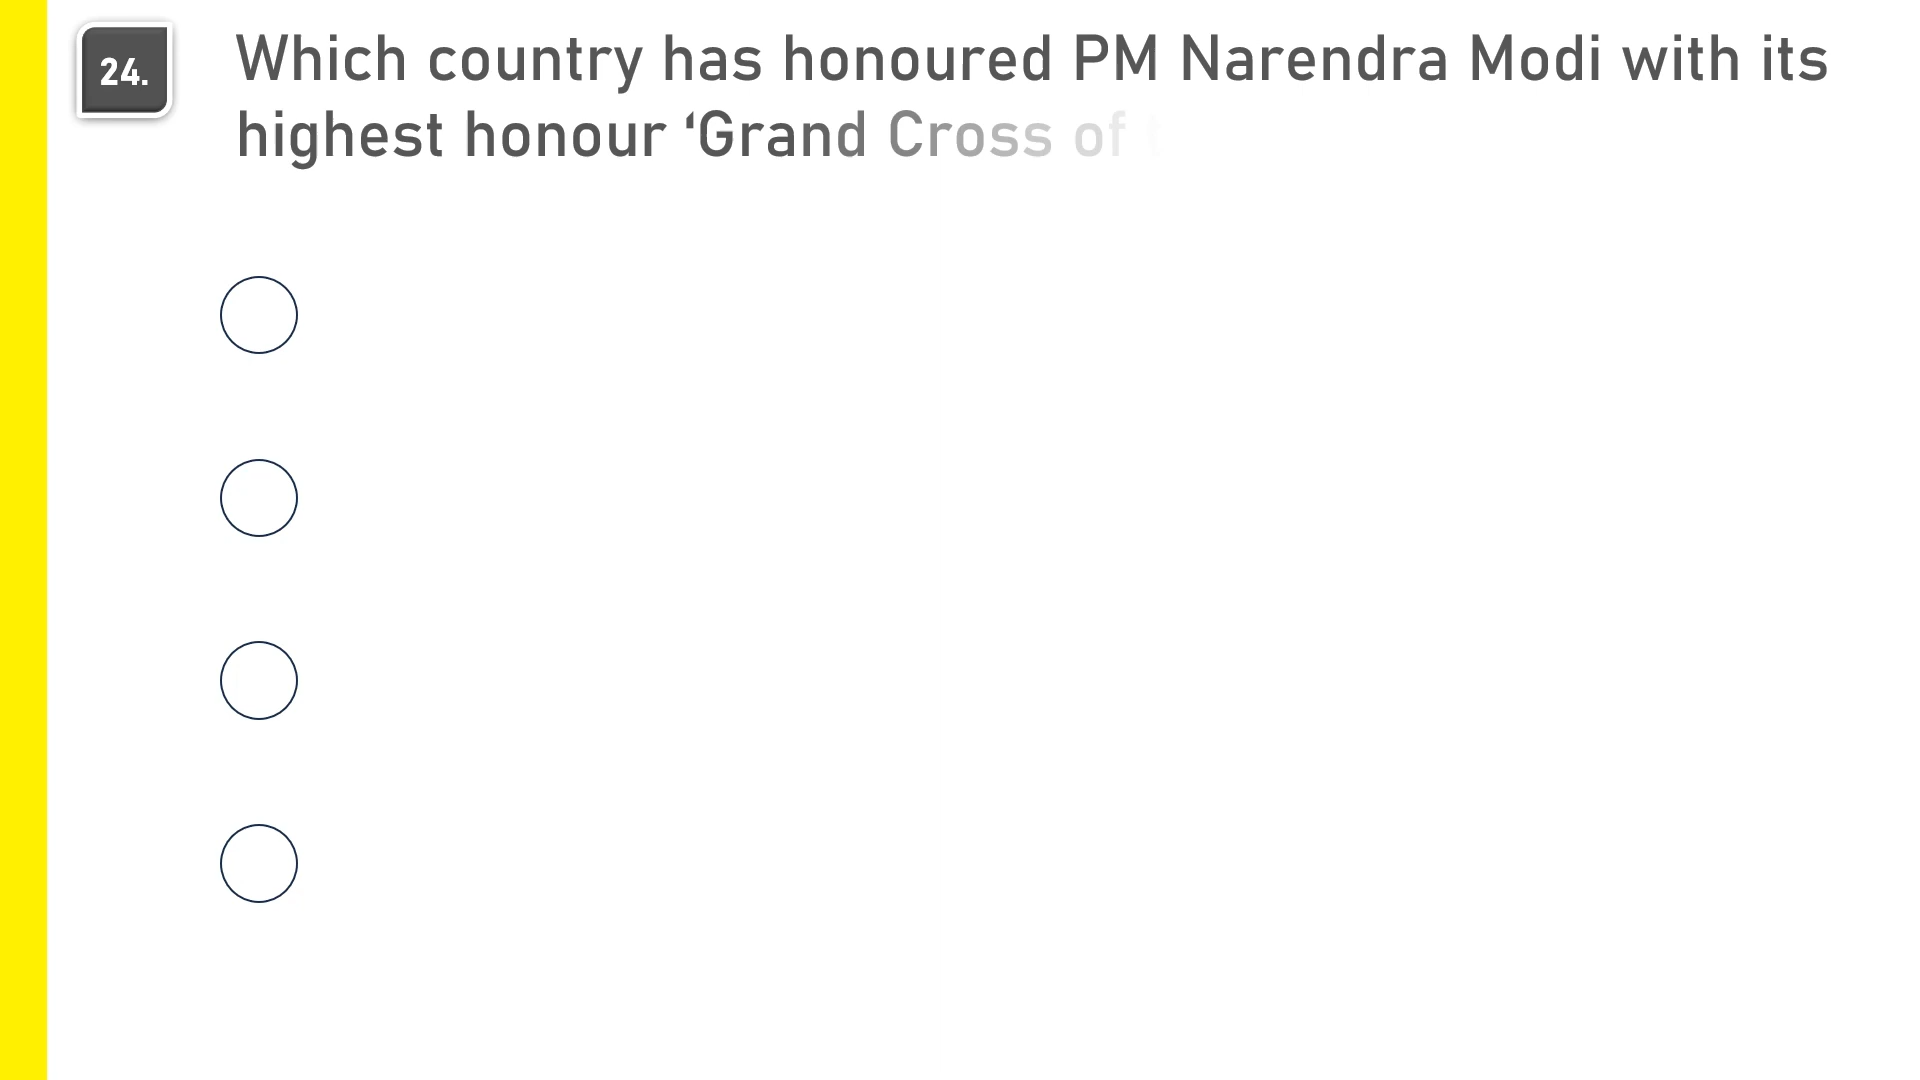 24.
Which country has honoured PM Narendra Modi with its
highest honour ‘Grand Cross of